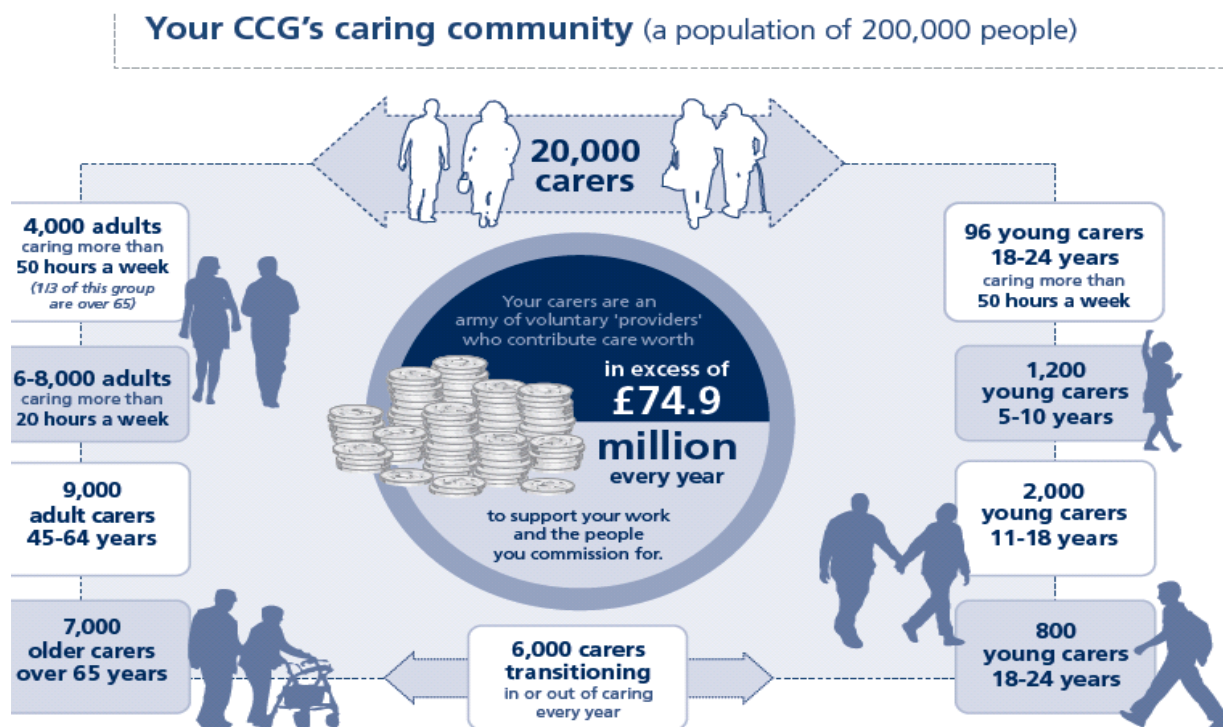 Your CCG's caring community (a population of 200,000 people)
20,000
carers
4,000 adults
caring more than
50 hours a week
(1/3 of this group
are over 65)
6-8,000 adults
caring more than
20 hours a week
9,000
adult carers
45-64 years
7,000
older carers
over 65 years
Your carers are an
army of voluntary 'providers'
who contribute care worth
in excess of
£74.9
million
every year
to support your work
and the people
you commission for.
6,000 carers
transitioning
in or out of caring
every year
96 young carers
18-24 years
caring more than
50 hours a week
1,200
young carers
5-10 years
2,000
young carers
11-18 years
800
young carers
18-24 years